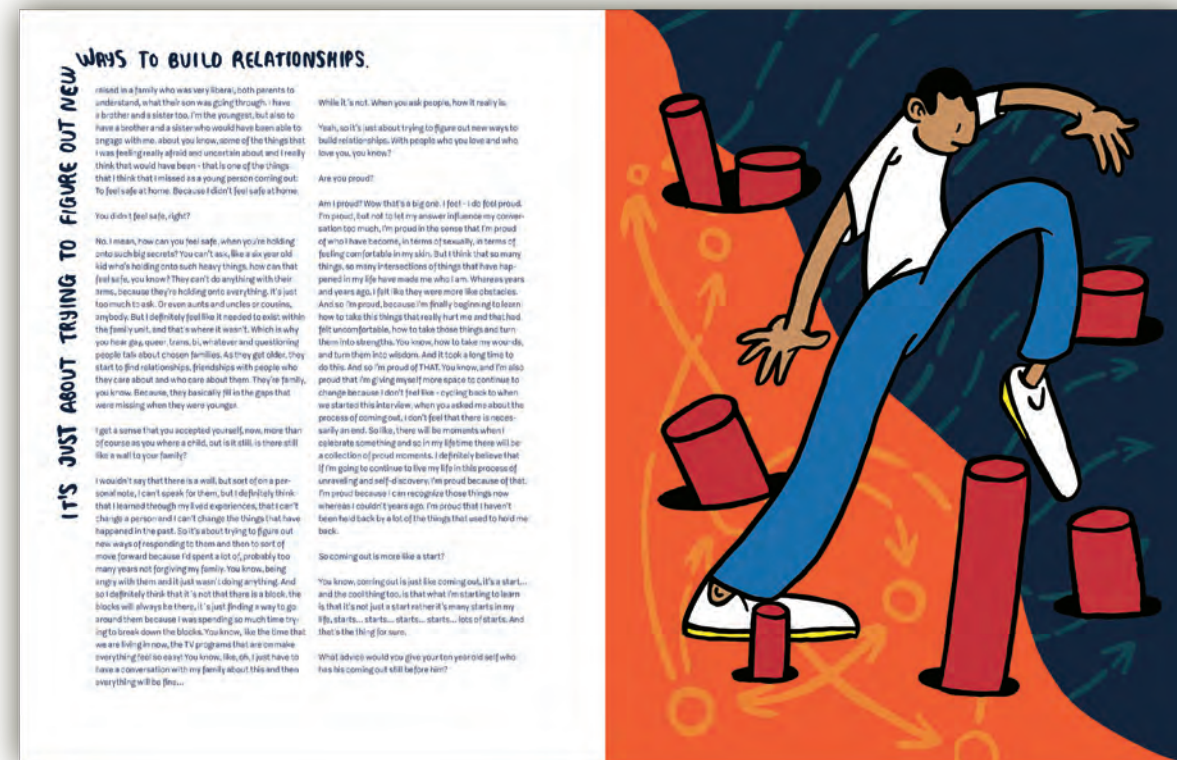 IT'S JUST ABOUT TRYING TO FIGURE OUT NEW
WAYS TO BUILD RELATIONSHIPS.
raised in a family who was very liberal, both parents to
understand, what their son was going through. I have
a brother and a sister too, I'm the youngest, but also to
have a brother and a sister who would have been able to
engage with me, about you know, some of the things that
I was feeling really afraid and uncertain about and I really
think that would have been - that is one of the things
that I think that I missed as a young person coming out:
To feel safe at home. Because I didn't feel safe at home.
You didn't feel safe, right?
No. I mean, how can you feel safe, when you're holding
onto such big secrets? You can't ask, like a six year old
kid who's holding onto such heavy things, how can that
feel safe, you know? They can't do anything with their
arms, because they're holding onto everything. It's just
too much to ask. Or even aunts and uncles or cousins,
anybody. But I definitely feel like it needed to exist within
the family unit, and that's where it wasn't. Which is why
you hear gay, queer, trans, bi, whatever and questioning
people talk about chosen families. As they get older, they
start to find relationships, friendships with people who
they care about and who care about them. They're family,
you know. Because, they basically fill in the gaps that
were missing when they were younger.
I get a sense that you accepted yourself, now, more than
of course as you where a child, but is it still, is there still
like a wall to your family?
I wouldn't say that there is a wall, but sort of on a per-
sonal note, I can't speak for them, but I definitely think
that I learned through my lived experiences, that I can't
change a person and I can't change the things that have
happened in the past. So it's about trying to figure out
new ways of responding to them and then to sort of
move forward because I'd spent a lot of, probably too
many years not forgiving my family. You know, being
angry with them and it just wasn't doing anything. And
so I definitely think that it's not that there is a block, the
blocks will always be there, it's just finding a way to go
around them because I was spending so much time try-
ing to break down the blocks. You know, like the time that
we are living in now, the TV programs that are on make
everything feel so easy! You know, like, oh, I just have to
have a conversation with my family about this and then
everything will be fine...
While it's not. When you ask people, how it really is.
Yeah, so it's just about trying to figure out new ways to
build relationships. With people who you love and who
love you, you know?
Are you proud?
Am I proud? Wow that's a big one. I feel - I do feel proud.
I'm proud, but not to let my answer influence my conver-
sation too much, I'm proud in the sense that I'm proud
of who I have become, in terms of sexually, in terms of
feeling comfortable in my skin. But I think that so many
things, so many intersections of things that have hap-
pened in my life have made me who I am. Whereas years
and years ago, I felt like they were more like obstacles.
And so I'm proud, because I'm finally beginning to learn
how to take this things that really hurt me and that had
felt uncomfortable, how to take those things and turn
them into strengths. You know, how to take my wounds,
and turn them into wisdom. And it took a long time to
do this. And so I'm proud of THAT. You know, and I'm also
proud that I'm giving myself more space to continue to
change because I don't feel like - cycling back to when
we started this interview, when you asked me about the
process of coming out, I don't feel that there is neces-
sarily an end. So like, there will be moments when I
celebrate something and so in my lifetime there will be
a collection of proud moments. I definitely believe that
if I'm going to continue to live my life in this process of
unraveling and self-discovery, I'm proud because of that.
I'm proud because I can recognize those things now
whereas I couldn't years ago. I'm proud that I haven't
been held back by a lot of the things that used to hold me
back.
So coming out is more like a start?
You know, coming out is just like coming out, it's a start...
and the cool thing too, is that what I'm starting to learn
is that it's not just a start rather it's many starts in my
life, starts... starts... starts... starts... lots of starts. And
that's the thing for sure.
What advice would you give your ten year old self who
has his coming out still before him?